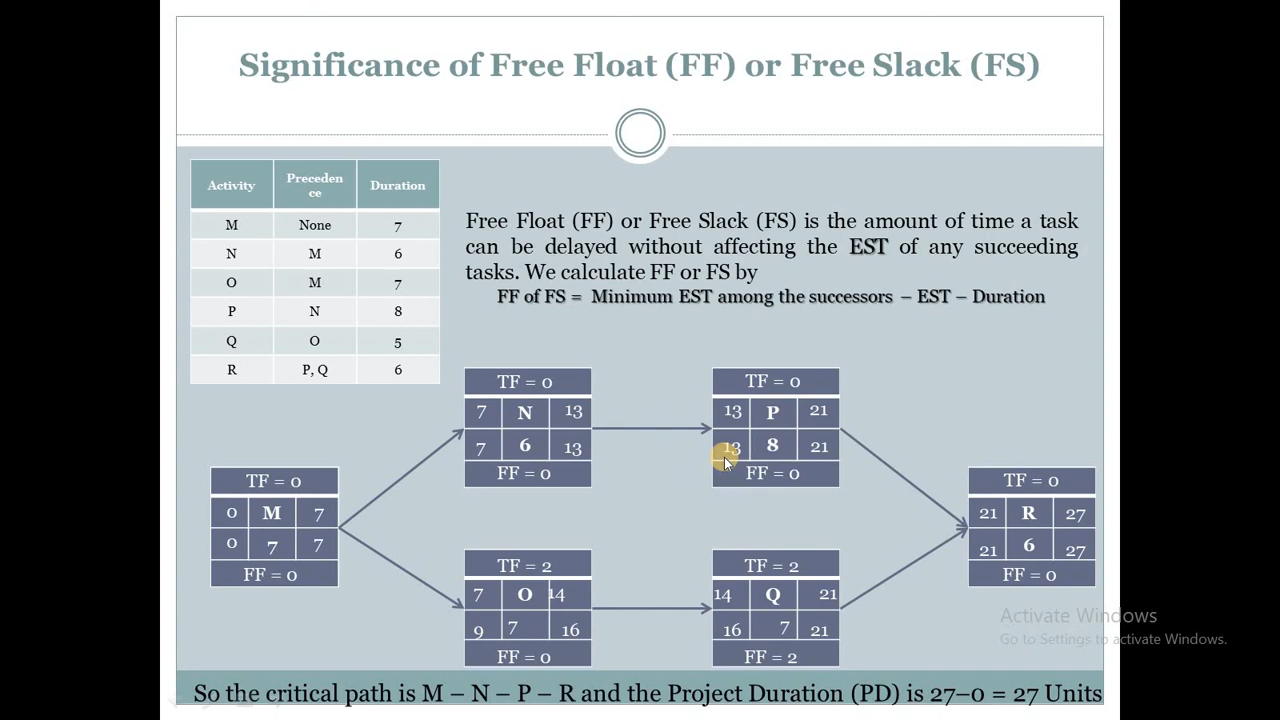 Significance of Free Float (FF) or Free Slack (FS)
Activity Preceden Duration
ce
M None 7
N M 6
O M 7
P N 8
Q O 5
R P, Q 6
Free Float (FF) or Free Slack (FS) is the amount of time a task
can be delayed without affecting the EST of any succeeding
tasks. We calculate FF or FS by
FF of FS = Minimum EST among the successors – EST – Duration
TF = 0
7 N 13
7 6 13
FF = 0
TF = 0
13 P 21
13 8 21
FF = 0
TF = 0
0 M 7
0 7 7
FF = 0
TF = 0
21 R 27
21 6 27
FF = 0
TF = 2
7 O 14
9 7 16
FF = 0
TF = 2
14 Q 21
16 7 21
FF = 2
Activate Windows
Go to Settings to activate Windows.
So the critical path is M – N – P – R and the Project Duration (PD) is 27–0 = 27 Units